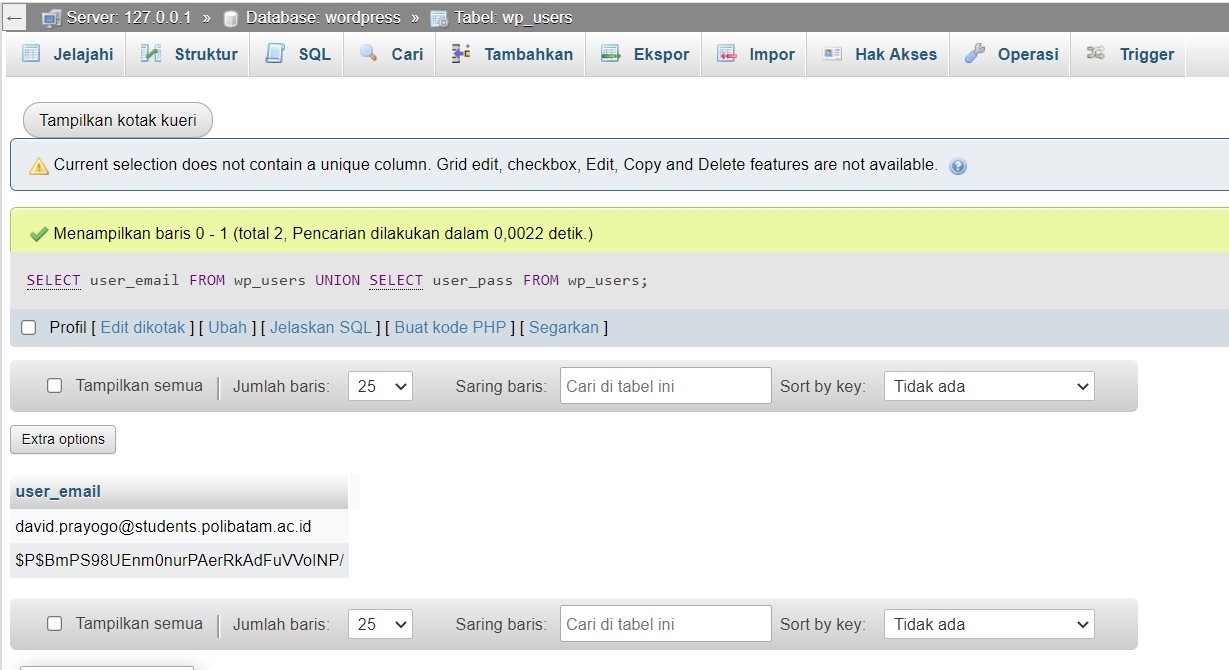 ← Server: 127.0.0.1 » Database: wordpress » Tabel: wp_users
Jelajahi Struktur SQL Cari Tambahkan Ekspor Impor Hak Akses Operasi Trigger
Tampilkan kotak kueri
Current selection does not contain a unique column. Grid edit, checkbox, Edit, Copy and Delete features are not available.
Menampilkan baris 0 - 1 (total 2, Pencarian dilakukan dalam 0,0022 detik.)
SELECT user_email FROM wp_users UNION SELECT user_pass FROM wp_users;
Profil [ Edit dikotak ] [ Ubah ] [ Jelaskan SQL ] [ Buat kode PHP ] [ Segarkan ]
Tampilkan semua | Jumlah baris: 25 Saring baris: Cari di tabel ini Sort by key: Tidak ada
Extra options
user_email
david.prayogo@students.polibatam.ac.id
$P$BmPS98UEnm0nurPAerRkAdFuVVolNP/
Tampilkan semua | Jumlah baris: 25 Saring baris: Cari di tabel ini Sort by key: Tidak ada